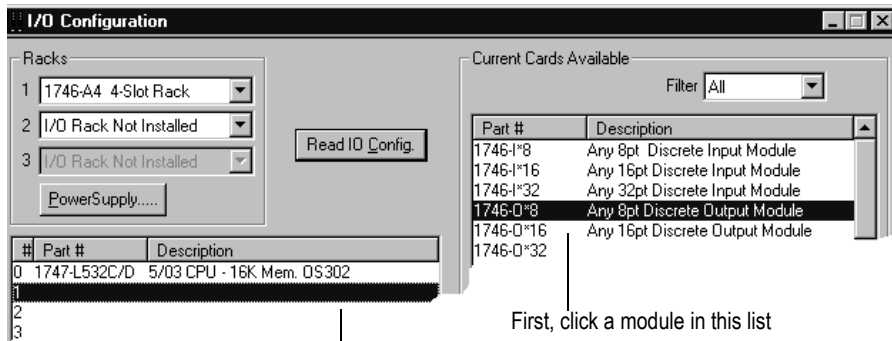 I/O Configuration
Racks
1 1746-A4 4-Slot Rack
2 I/O Rack Not Installed
3 I/O Rack Not Installed
PowerSupply.....
Read IO Config.
# Part # Description
0 1747-L532C/D 5/03 CPU - 16K Mem. OS302
1
2
3
Current Cards Available
Filter All
Part # Description
1746-I*8 Any 8pt Discrete Input Module
1746-I*16 Any 16pt Discrete Input Module
1746-I*32 Any 32pt Discrete Input Module
1746-O*8 Any 8pt Discrete Output Module
1746-O*16 Any 16pt Discrete Output Module
1746-O*32
First, click a module in this list